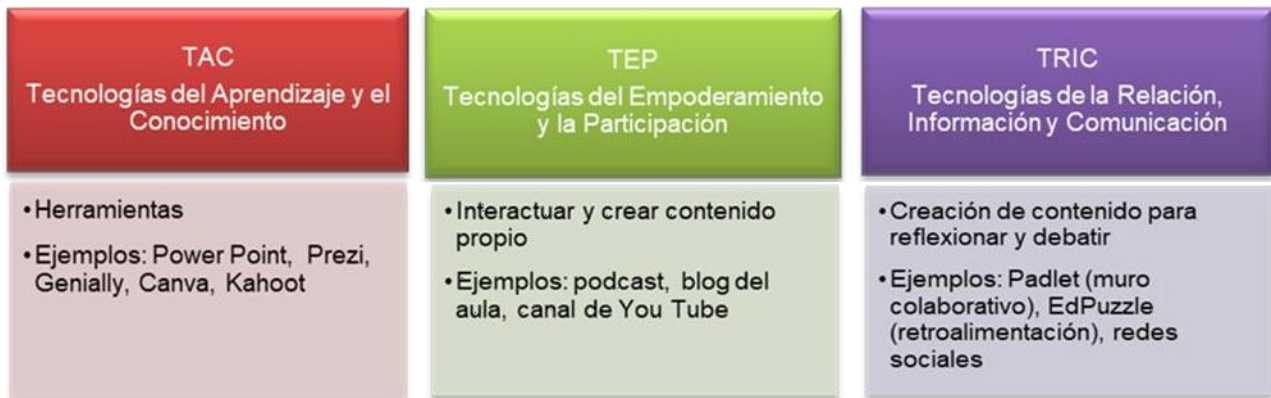 TAC
Tecnologías del Aprendizaje y el
Conocimiento
•Herramientas
•Ejemplos: Power Point, Prezi,
Genially, Canva, Kahoot
TEP
Tecnologías del Empoderamiento
y la Participación
•Interactuar y crear contenido
propio
•Ejemplos: podcast, blog del
aula, canal de You Tube
TRIC
Tecnologías de la Relación,
Información y Comunicación
•Creación de contenido para
reflexionar y debatir
•Ejemplos: Padlet (muro
colaborativo), EdPuzzle
(retroalimentación), redes
sociales